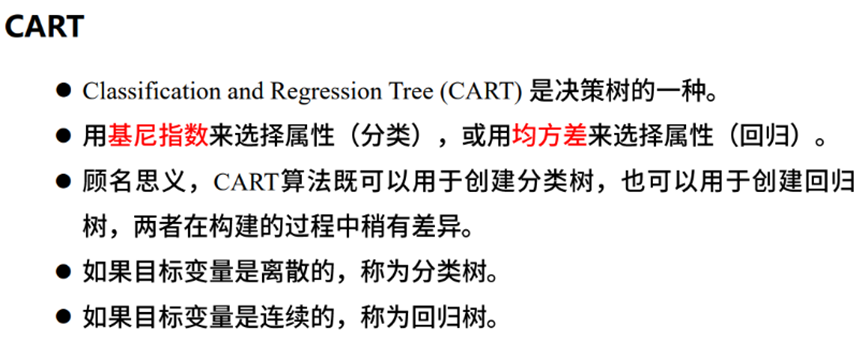 CART
● Classification and Regression Tree (CART) 是决策树的一种。
● 用基尼指数来选择属性（分类），或用均方差来选择属性（回归）。
● 顾名思义，CART算法既可以用于创建分类树，也可以用于创建回归
树，两者在构建的过程中稍有差异。
● 如果目标变量是离散的，称为分类树。
● 如果目标变量是连续的，称为回归树。